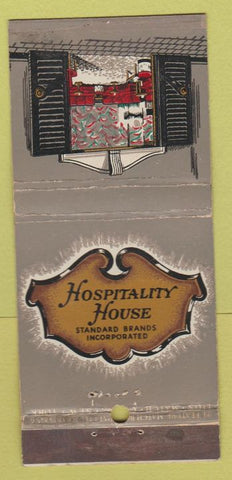 Hospitality
House
STANDARD BRANDS
INCORPORATED